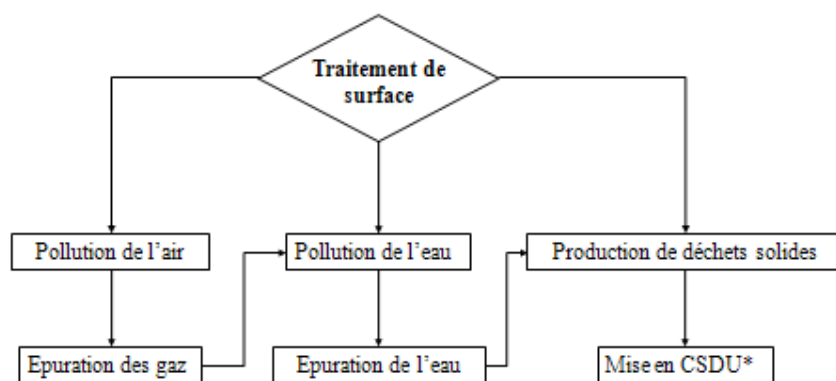 Traitement de
surface
Pollution de l'air
Pollution de l'eau
Production de déchets solides
Epuration des gaz
Epuration de l'eau
Mise en CSDU*